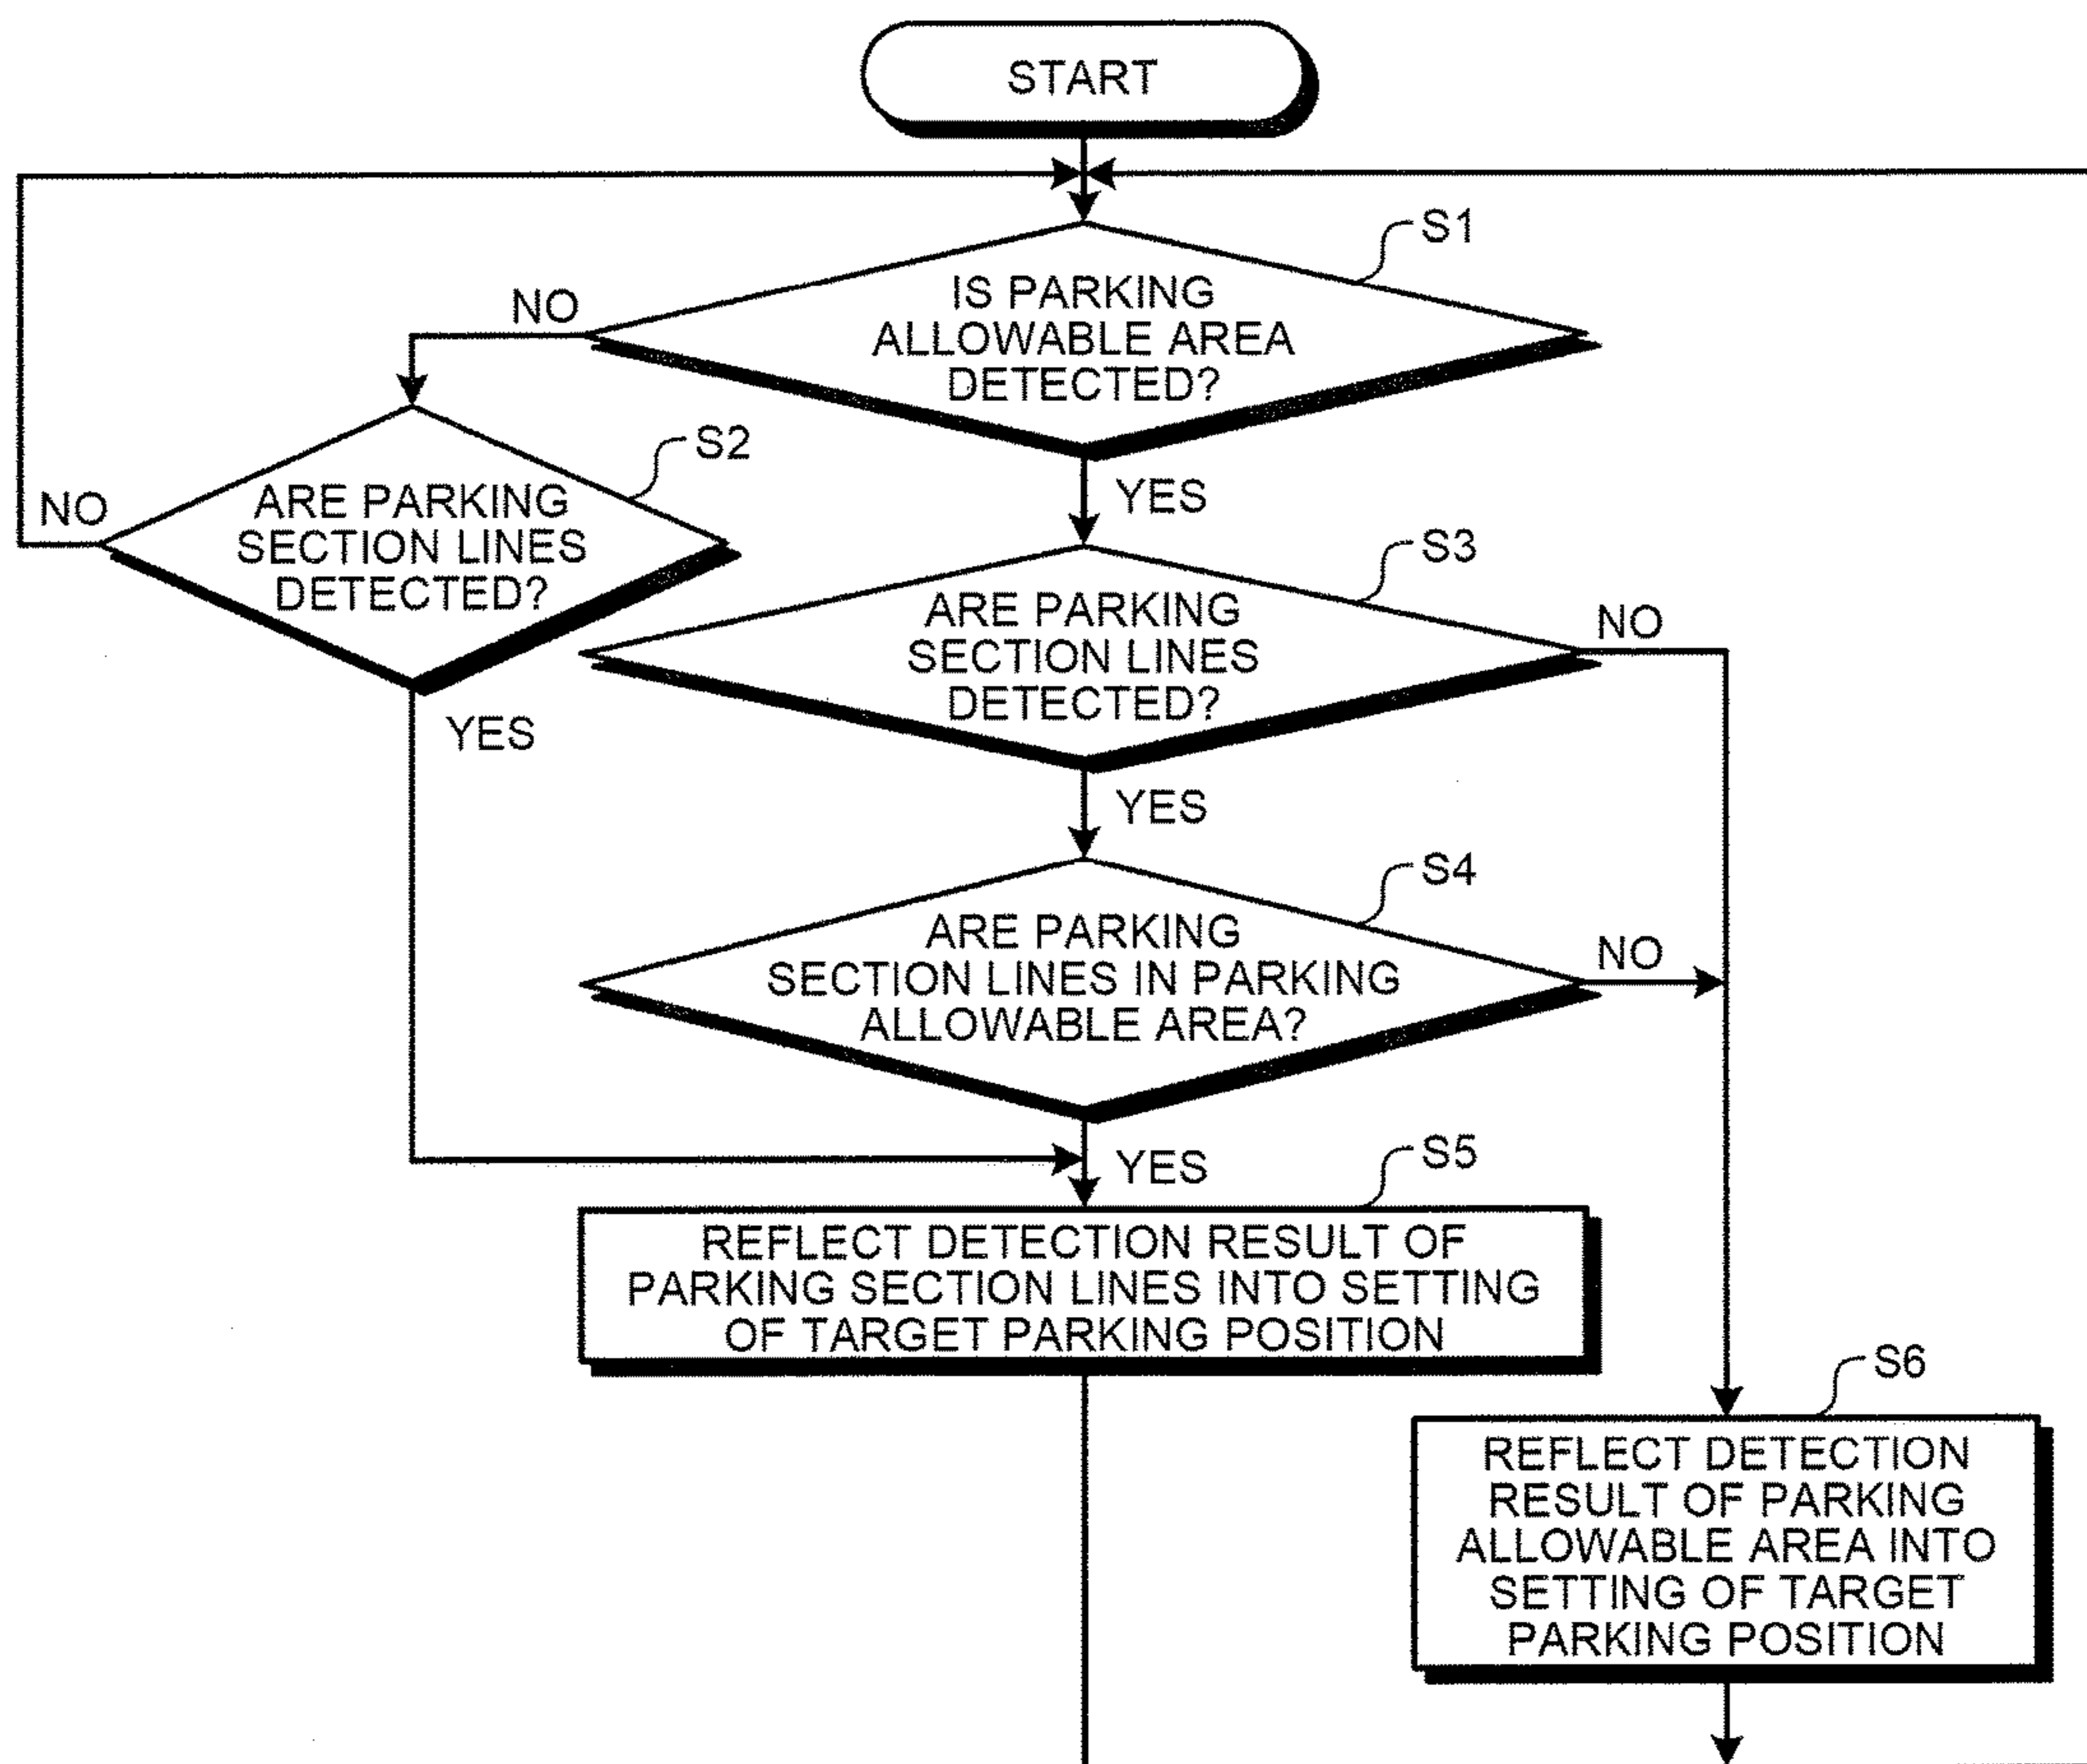 START
S1
IS PARKING
ALLOWABLE AREA
DETECTED?
NO
YES
S2
ARE PARKING
SECTION LINES
DETECTED?
NO
YES
S3
ARE PARKING
SECTION LINES
DETECTED?
NO
YES
S4
ARE PARKING
SECTION LINES IN PARKING
ALLOWABLE AREA?
NO
YES
S5
REFLECT DETECTION RESULT OF
PARKING SECTION LINES INTO SETTING
OF TARGET PARKING POSITION
S6
REFLECT DETECTION
RESULT OF PARKING
ALLOWABLE AREA INTO
SETTING OF TARGET
PARKING POSITION